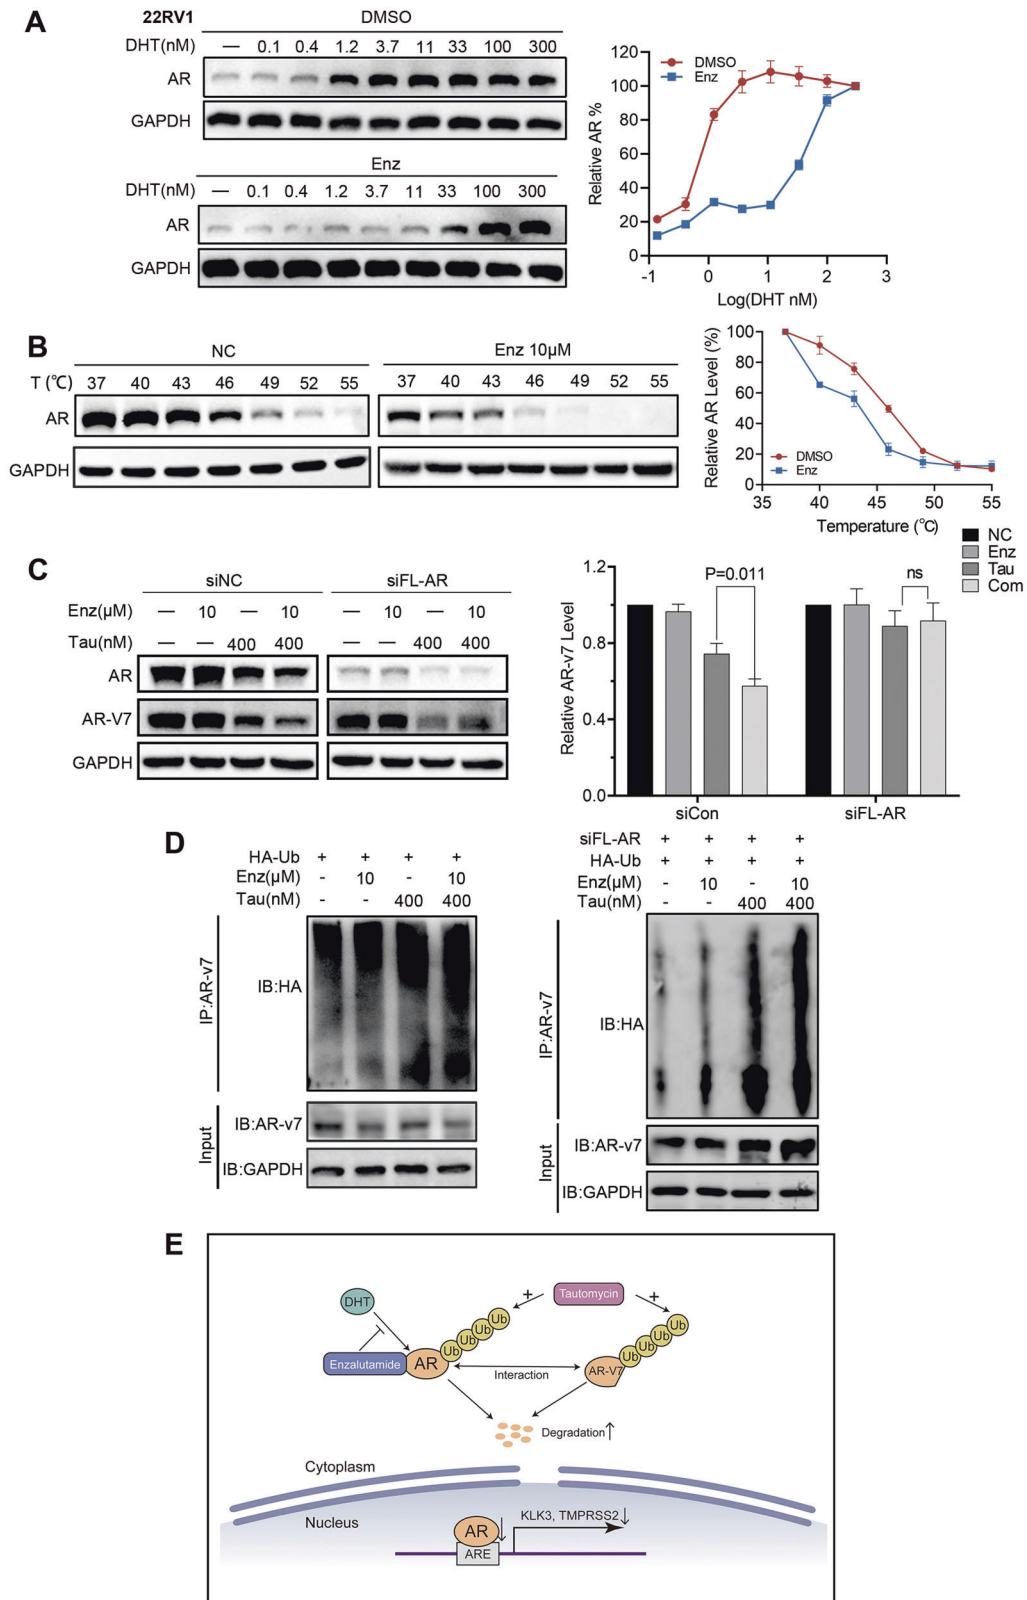 A
22RV1
DMSO
DHT(nM) — 0.1 0.4 1.2 3.7 11 33 100 300
AR
GAPDH
Enz
DHT(nM) — 0.1 0.4 1.2 3.7 11 33 100 300
AR
GAPDH
120
100
80
60
40
20
0
Relative AR %
DMSO
Enz
-1 0 1 2 3
Log(DHT nM)
B
NC
Enz 10μM
T (℃) 37 40 43 46 49 52 55 37 40 43 46 49 52 55
AR
GAPDH
100
80
60
40
20
0
Relative AR Level (%)
DMSO
Enz
35 40 45 50 55
Temperature (℃)
C
siNC
siFL-AR
Enz(μM) — 10 — 10 — 10 — 10
Tau(nM) — — 400 400 — — 400 400
AR
AR-V7
GAPDH
NC
Enz
Tau
Com
1.2
0.8
0.4
0.0
Relative AR-v7 Level
P=0.011
ns
siCon
siFL-AR
D
HA-Ub + + + +
Enz(μM) - 10 - 10
Tau(nM) - - 400 400
IP:AR-v7
IB:HA
Input
IB:AR-v7
IB:GAPDH
siFL-AR + + + +
HA-Ub + + + +
Enz(μM) - 10 - 10
Tau(nM) - - 400 400
IP:AR-v7
IB:HA
Input
IB:AR-v7
IB:GAPDH
E
DHT
Tautomycin
+ +
Ub Ub Ub Ub
Ub Ub Ub Ub
Enzalutamide
AR
Interaction
AR-V7
Degradation↑
Cytoplasm
Nucleus
KLK3, TMPRSS2↓
AR↓
ARE